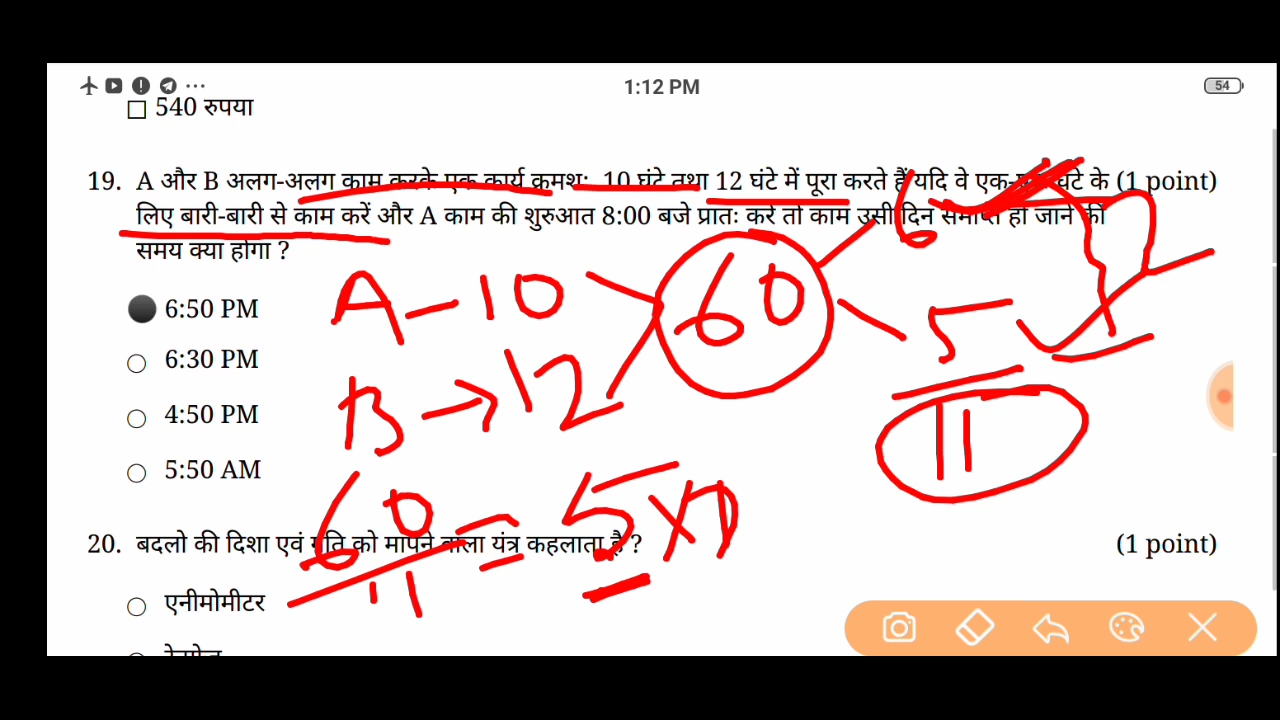 1:12 PM
54
540 रुपया
19. A और B अलग-अलग काम करके एक कार्य क्रमशः 10 घंटे तथा 12 घंटे में पूरा करते हैं यदि वे के (1 point)
लिए बारी-बारी से काम करें और A काम की शुरुआत 8:00 बजे प्रातः करे तो काम उसी दिन समाप्त हो जाने की
समय क्या होगा ?
6:50 PM
6:30 PM
4:50 PM
5:50 AM
20. बदलो की दिशा एवं गति को मापने वाला यंत्र कहलाता है ? (1 point)
एनीमोमीटर
A - 10
60
6
B → 12
5
11
60/11 = 5 ×